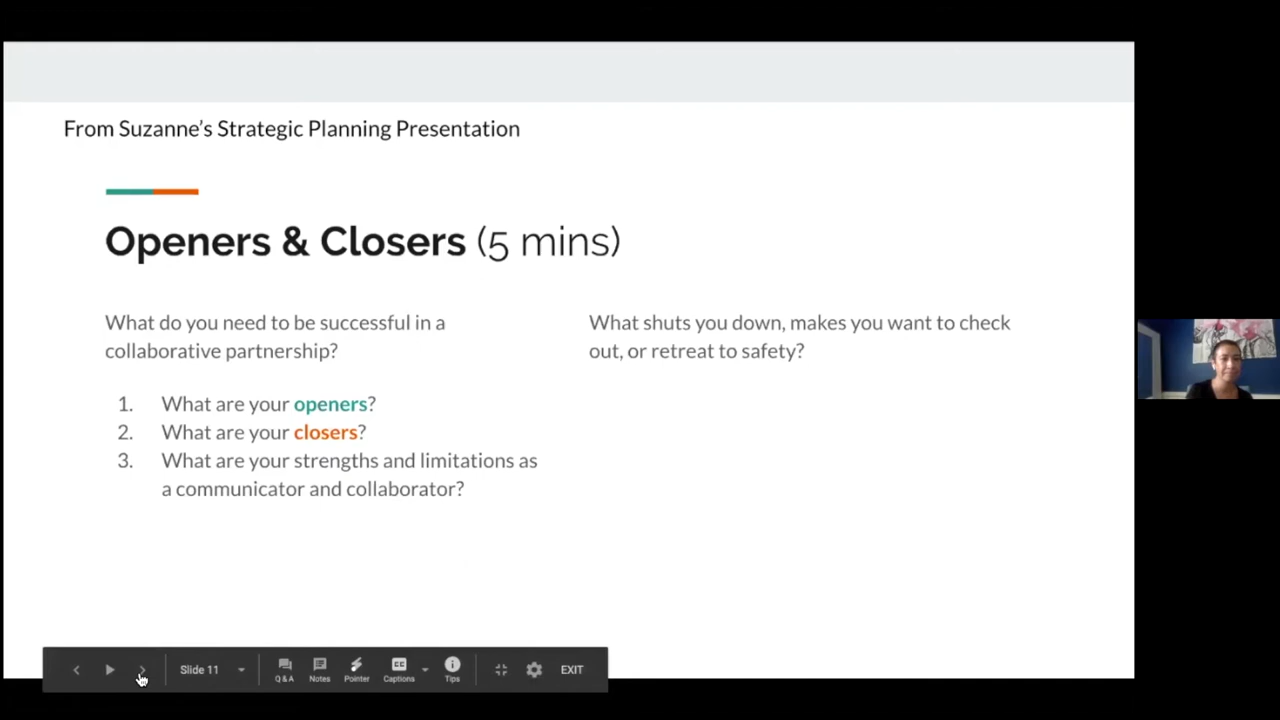 From Suzanne’s Strategic Planning Presentation
Openers & Closers (5 mins)
What do you need to be successful in a
collaborative partnership?
1. What are your openers?
2. What are your closers?
3. What are your strengths and limitations as
a communicator and collaborator?
What shuts you down, makes you want to check
out, or retreat to safety?
Slide 11
Q&A
Notes
Pointer
CC
Captions
Tips
EXIT